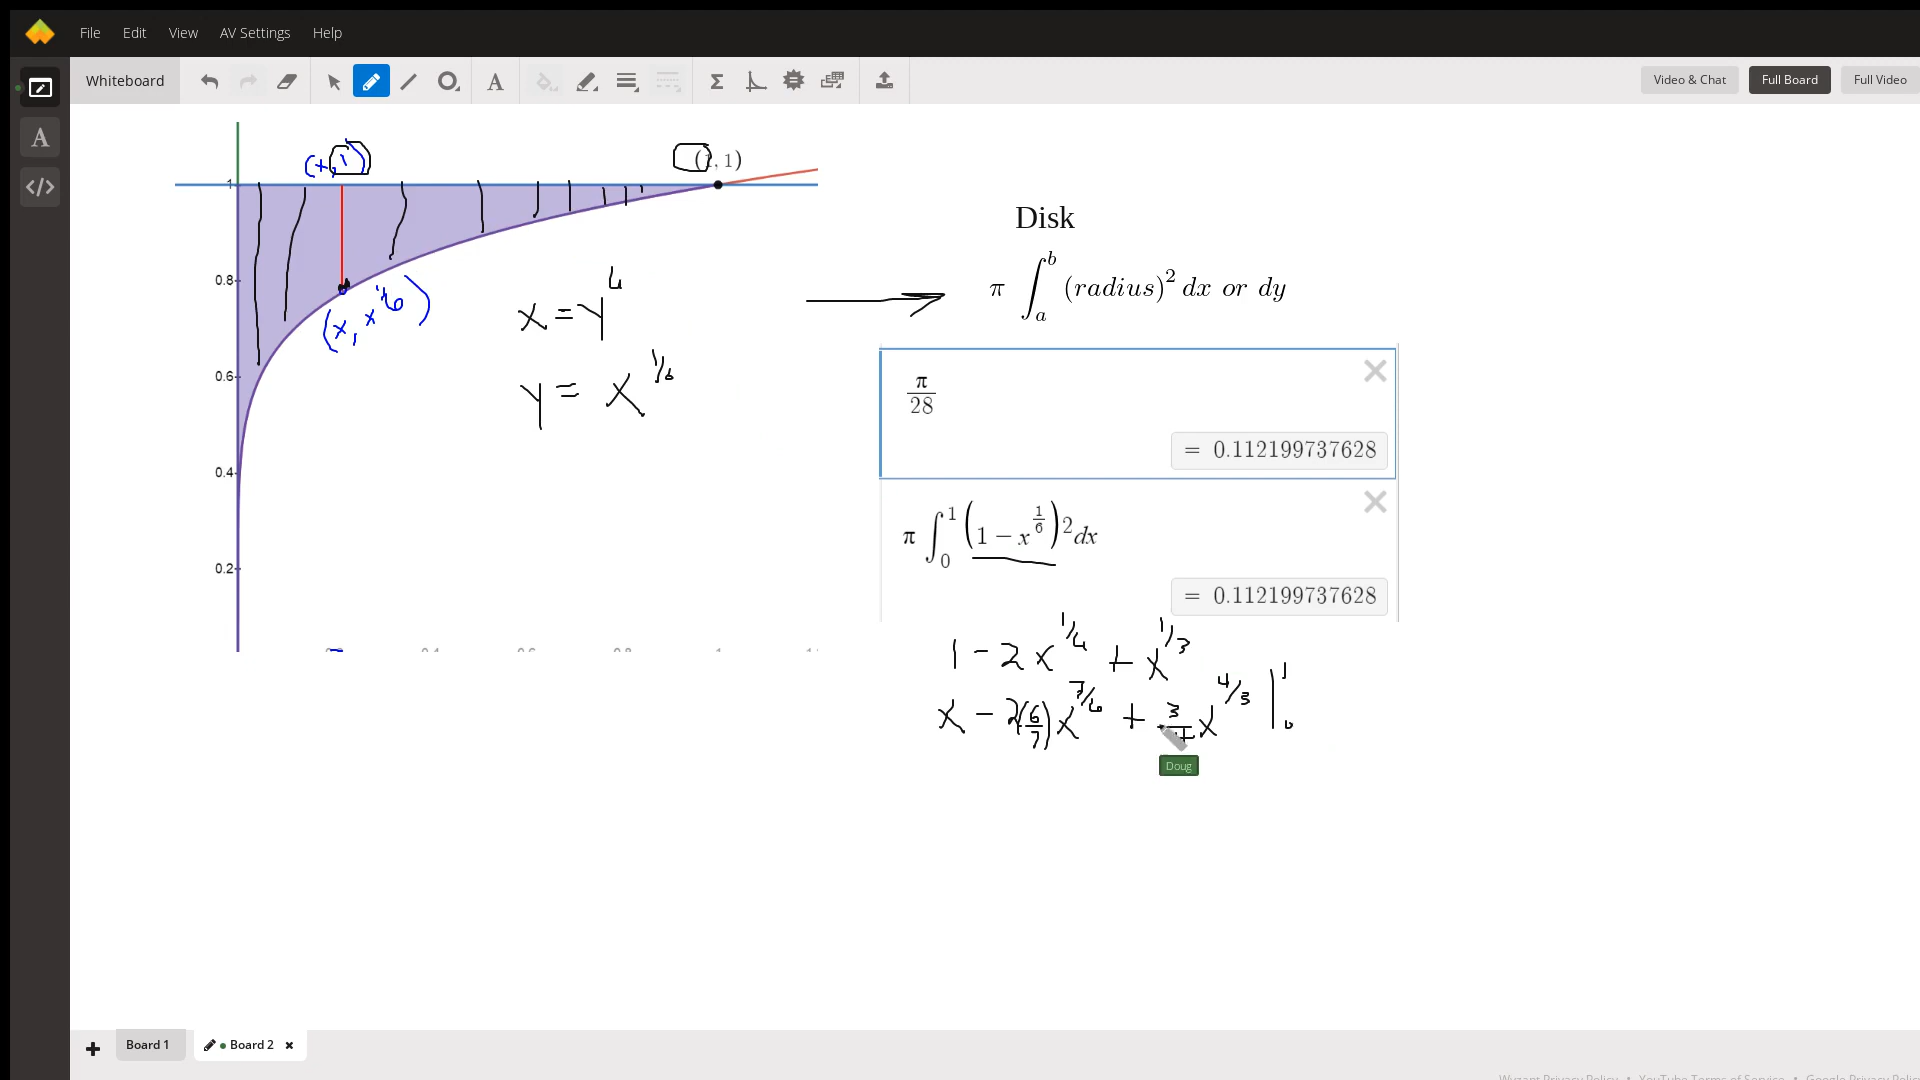 File Edit View AV Settings Help
Whiteboard A Σ Video & Chat Full Board Full Video
A
</>
(x, 1)
(1, 1)
1
0.8
0.6
0.4
0.2
(x, x^1/6)
x = y^6
y = x^1/6
Disk
π ∫_a^b (radius)^2 dx or dy
π/28
= 0.112199737628
π ∫_0^1 (1 − x^(1/6))2dx
= 0.112199737628
1 - 2x^1/6 + x^1/3
x - 2(6/7)x^7/6 + 3/4 x^4/3 |_0^1
Doug
+ Board 1 Board 2 ×